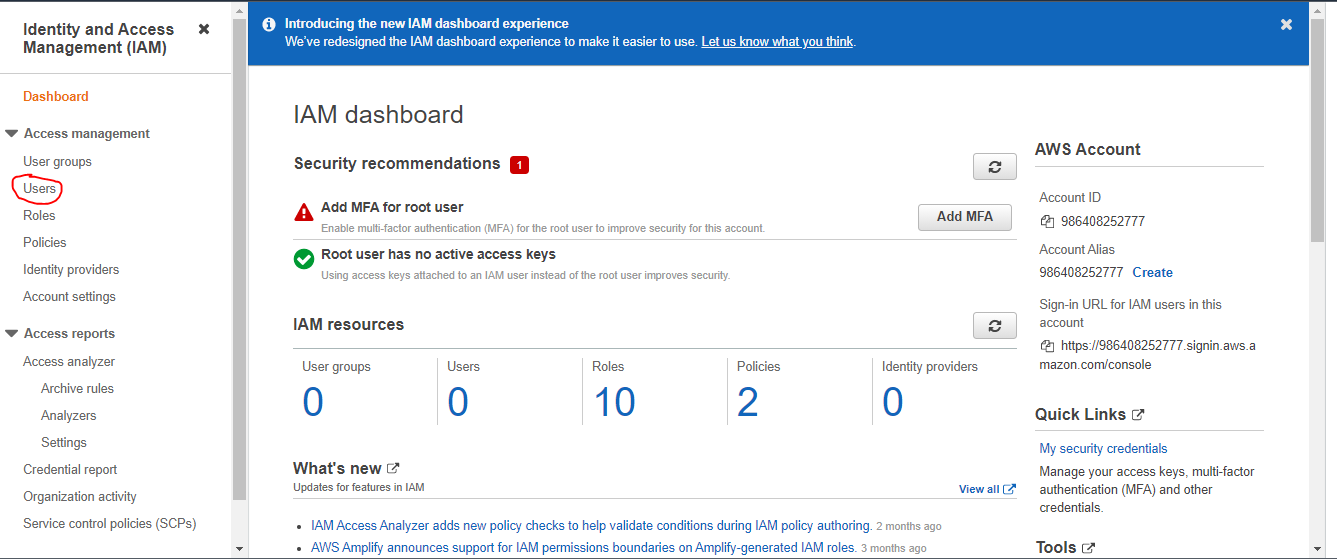 Identity and Access
Management (IAM)
Dashboard
Access management
User groups
Users
Roles
Policies
Identity providers
Account settings
Access reports
Access analyzer
Archive rules
Analyzers
Settings
Credential report
Organization activity
Service control policies (SCPs)
Introducing the new IAM dashboard experience
We've redesigned the IAM dashboard experience to make it easier to use. Let us know what you think.
IAM dashboard
Security recommendations 1
Add MFA for root user
Enable multi-factor authentication (MFA) for the root user to improve security for this account.
Add MFA
Root user has no active access keys
Using access keys attached to an IAM user instead of the root user improves security.
IAM resources
User groups Users Roles Policies Identity providers
0 0 10 2 0
What's new
Updates for features in IAM
View all
IAM Access Analyzer adds new policy checks to help validate conditions during IAM policy authoring. 2 months ago
AWS Amplify announces support for IAM permissions boundaries on Amplify-generated IAM roles. 3 months ago
AWS Account
Account ID
986408252777
Account Alias
986408252777 Create
Sign-in URL for IAM users in this
account
https://986408252777.signin.aws.a
mazon.com/console
Quick Links
My security credentials
Manage your access keys, multi-factor
authentication (MFA) and other
credentials.
Tools